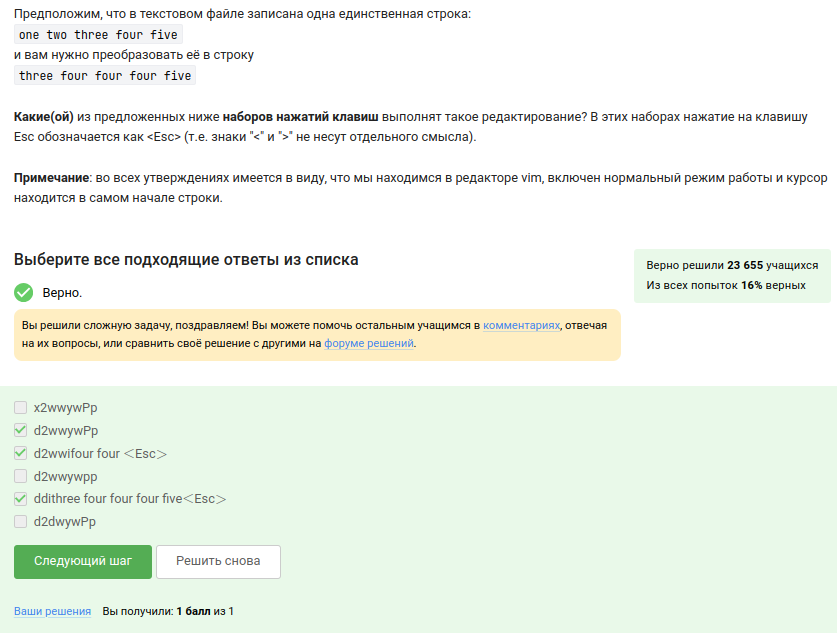 Предположим, что в текстовом файле записана одна единственная строка:
one two three four five
и вам нужно преобразовать её в строку
three four four four five
Какие(ой) из предложенных ниже наборов нажатий клавиш выполнят такое редактирование? В этих наборах нажатие на клавишу
Esc обозначается как <Esc> (т.е. знаки "<" и ">" не несут отдельного смысла).
Примечание: во всех утверждениях имеется в виду, что мы находимся в редакторе vim, включен нормальный режим работы и курсор
находится в самом начале строки.
Выберите все подходящие ответы из списка
Верно решили 23 655 учащихся
Из всех попыток 16% верных
Верно.
Вы решили сложную задачу, поздравляем! Вы можете помочь остальным учащимся в комментариях, отвечая
на их вопросы, или сравнить своё решение с другими на форуме решений.
x2wwywPp
d2wwywPp
d2wwifour four <Esc>
d2wwywpp
ddithree four four four five<Esc>
d2dwywPp
Следующий шаг
Решить снова
Ваши решения Вы получили: 1 балл из 1